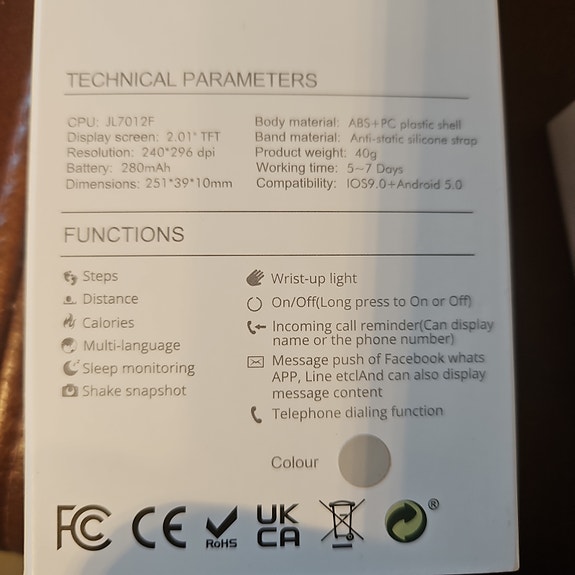 TECHNICAL PARAMETERS
CPU: JL7012F
Display screen: 2.01" TFT
Resolution: 240*296 dpi
Battery: 280mAh
Dimensions: 251*39*10mm
Body material: ABS+PC plastic shell
Band material: Anti-static silicone strap
Product weight: 40g
Working time: 5~7 Days
Compatibility: IOS9.0+Android 5.0
FUNCTIONS
Steps
Distance
Calories
Multi-language
Sleep monitoring
Shake snapshot
Wrist-up light
On/Off(Long press to On or Off)
Incoming call reminder(Can display
name or the phone number)
Message push of Facebook whats
APP, Line etclAnd can also display
message content
Telephone dialing function
Colour
FC CE RoHS UK CA ®